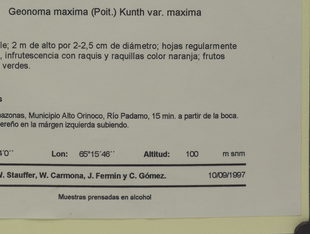 Geonoma maxima (Poit.) Kunth var. maxima
le; 2 m de alto por 2-2,5 cm de diámetro; hojas regularmente
, infrutescencia con raquis y raquillas color naranja; frutos
verdes.
s
azonas, Municipio Alto Orinoco, Río Padamo, 15 min. a partir de la boca.
ereño en la márgen izquierda subiendo.
4'0'' Lon: 65°15´46´´ Altitud: 100 m snm
W. Stauffer, W. Carmona, J. Fermín y C. Gómez. 10/09/1997
Muestras prensadas en alcohol